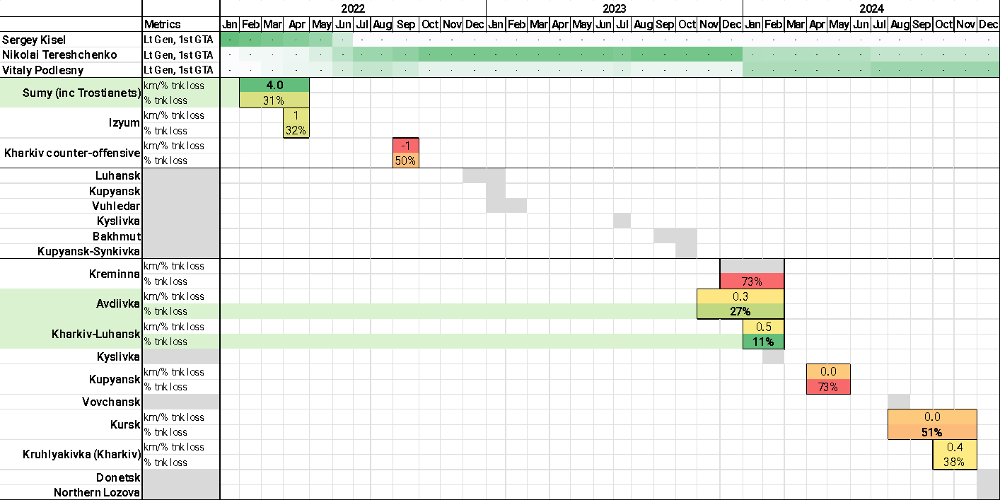 2022 2023 2024
Metrics Jan Feb Mar Apr May Jun Jul Aug Sep Oct Nov Dec Jan Feb Mar Apr May Jun Jul Aug Sep Oct Nov Dec Jan Feb Mar Apr May Jun Jul Aug Sep Oct Nov Dec
Sergey Kisel Lt Gen, 1st GTA - - - - - - - - - - - - - - - - - - - - - - - - - - - - - - - - - - - -
Nikolai Tereshchenko Lt Gen, 1st GTA - - - - - - - - - - - - - - - - - - - - - - - - - - - - - - - - - - - -
Vitaly Podlesny Lt Gen, 1st GTA - - - - - - - - - - - - - - - - - - - - - - - - - - - - - - - - - - - -
Sumy (inc Trostianets) km/% tnk loss 4.0
% tnk loss 31%
Izyum km/% tnk loss 1
% tnk loss 32%
Kharkiv counter-offensive km/% tnk loss -1
% tnk loss 50%
Luhansk
Kupyansk
Vuhledar
Kyslivka
Bakhmut
Kupyansk-Synkivka
Kreminna km/% tnk loss
% tnk loss 73%
Avdiivka km/% tnk loss 0.3
% tnk loss 27%
Kharkiv-Luhansk km/% tnk loss 0.5
% tnk loss 11%
Kyslivka
Kupyansk km/% tnk loss 0.0
% tnk loss 73%
Vovchansk
Kursk km/% tnk loss 0.0
% tnk loss 51%
Kruhlyakivka (Kharkiv) km/% tnk loss 0.4
% tnk loss 38%
Donetsk
Northern Lozova